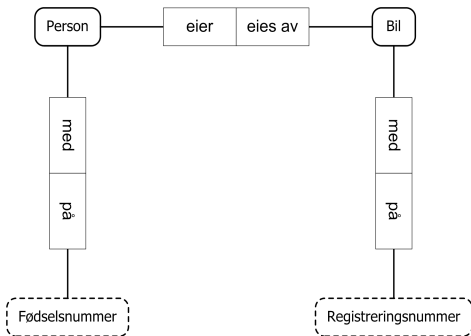 Person
eier
eies av
Bil
med
på
med
på
Fødselsnummer
Registreringsnummer